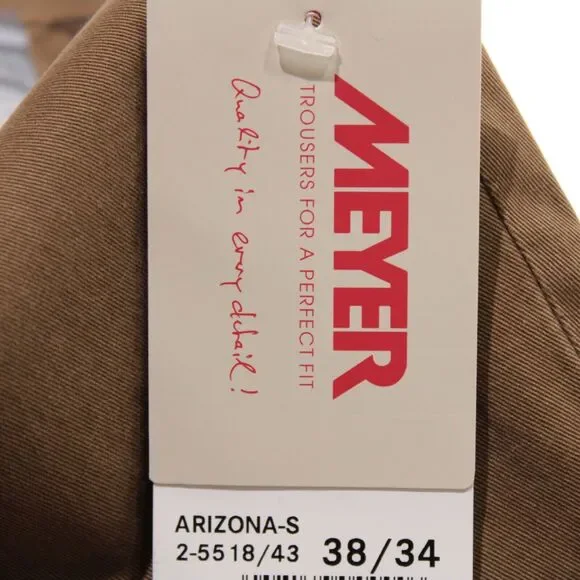 MEYER
TROUSERS FOR A PERFECT FIT
Quality in every detail!
ARIZONA-S
2-5518/43 38/34